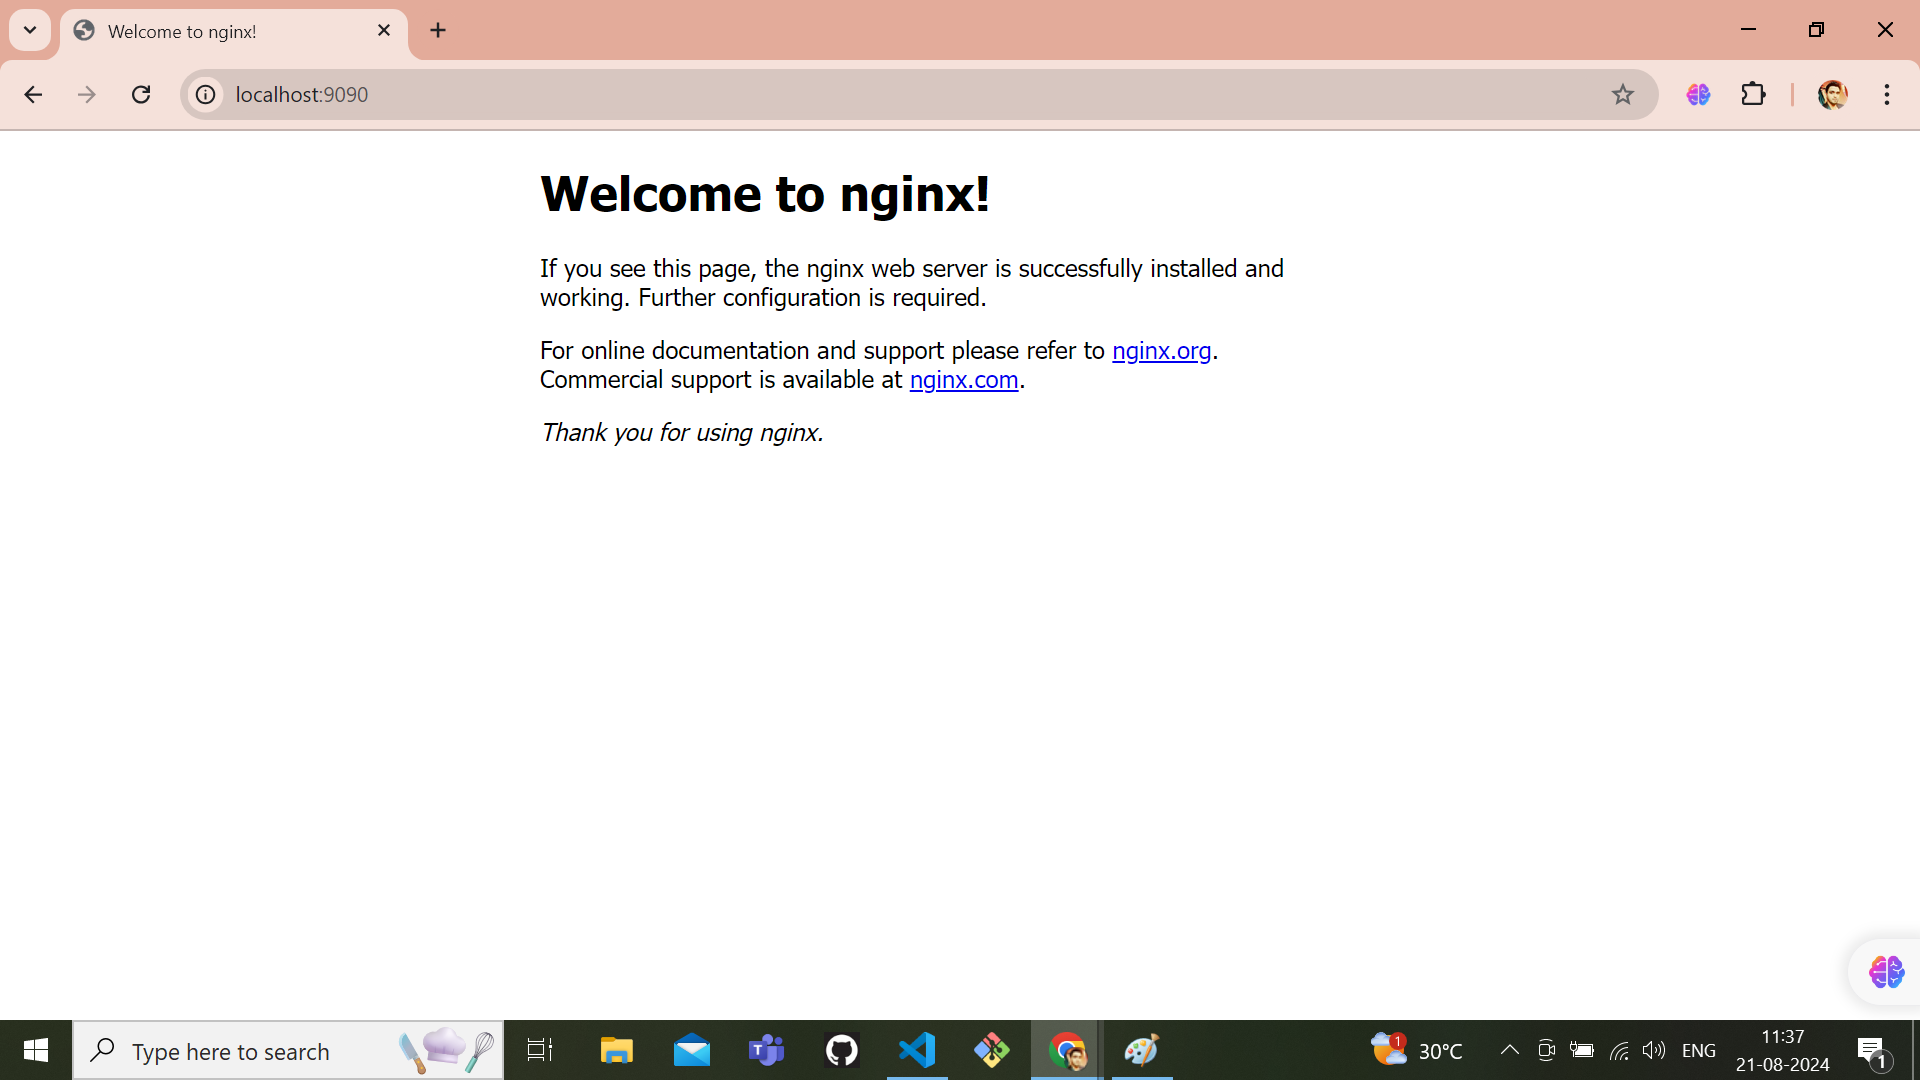 Welcome to nginx!
localhost:9090
Welcome to nginx!
If you see this page, the nginx web server is successfully installed and
working. Further configuration is required.
For online documentation and support please refer to nginx.org.
Commercial support is available at nginx.com.
Thank you for using nginx.
Type here to search
1
30°C
ENG
11:37
21-08-2024
1